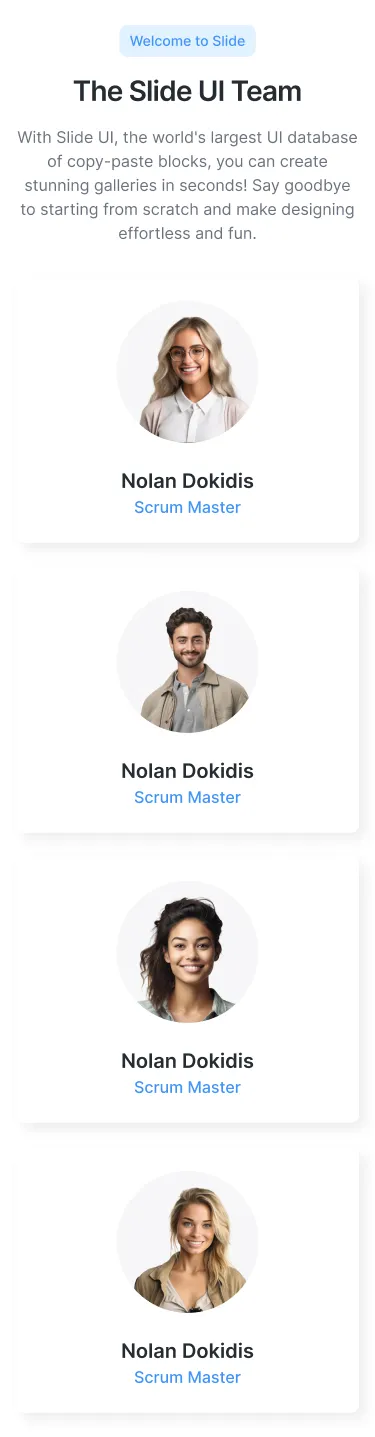 Welcome to Slide
The Slide UI Team
With Slide UI, the world's largest UI database
of copy-paste blocks, you can create
stunning galleries in seconds! Say goodbye
to starting from scratch and make designing
effortless and fun.
Nolan Dokidis
Scrum Master
Nolan Dokidis
Scrum Master
Nolan Dokidis
Scrum Master
Nolan Dokidis
Scrum Master